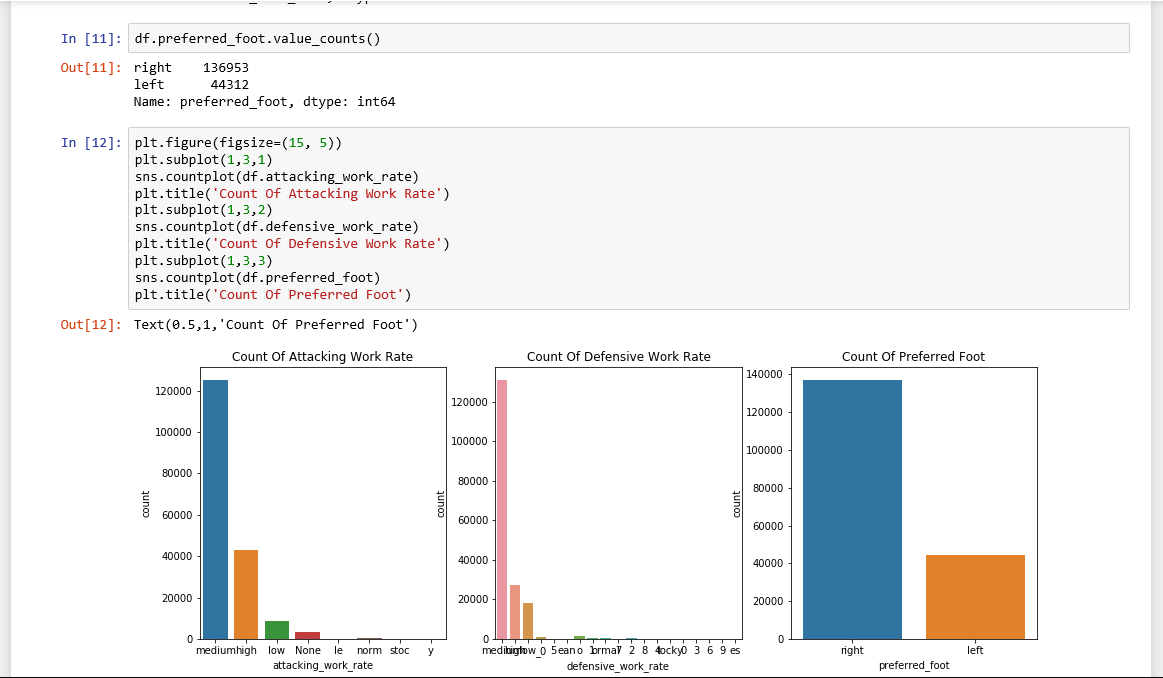 In [11]: df.preferred_foot.value_counts()
Out[11]: right 136953
left 44312
Name: preferred_foot, dtype: int64
In [12]: plt.figure(figsize=(15, 5))
plt.subplot(1,3,1)
sns.countplot(df.attacking_work_rate)
plt.title('Count Of Attacking Work Rate')
plt.subplot(1,3,2)
sns.countplot(df.defensive_work_rate)
plt.title('Count Of Defensive Work Rate')
plt.subplot(1,3,3)
sns.countplot(df.preferred_foot)
plt.title('Count Of Preferred Foot')
Out[12]: Text(0.5,1,'Count Of Preferred Foot')
Count Of Attacking Work Rate
120000
100000
80000
60000
40000
20000
0
count
medium high low None le norm stoc y
attacking_work_rate
Count Of Defensive Work Rate
120000
100000
80000
60000
40000
20000
0
count
medium high low _0 5 ean o 1 ormal 7 2 8 4 ocky 0 3 6 9 es
defensive_work_rate
Count Of Preferred Foot
140000
120000
100000
80000
60000
40000
20000
0
count
right left
preferred_foot